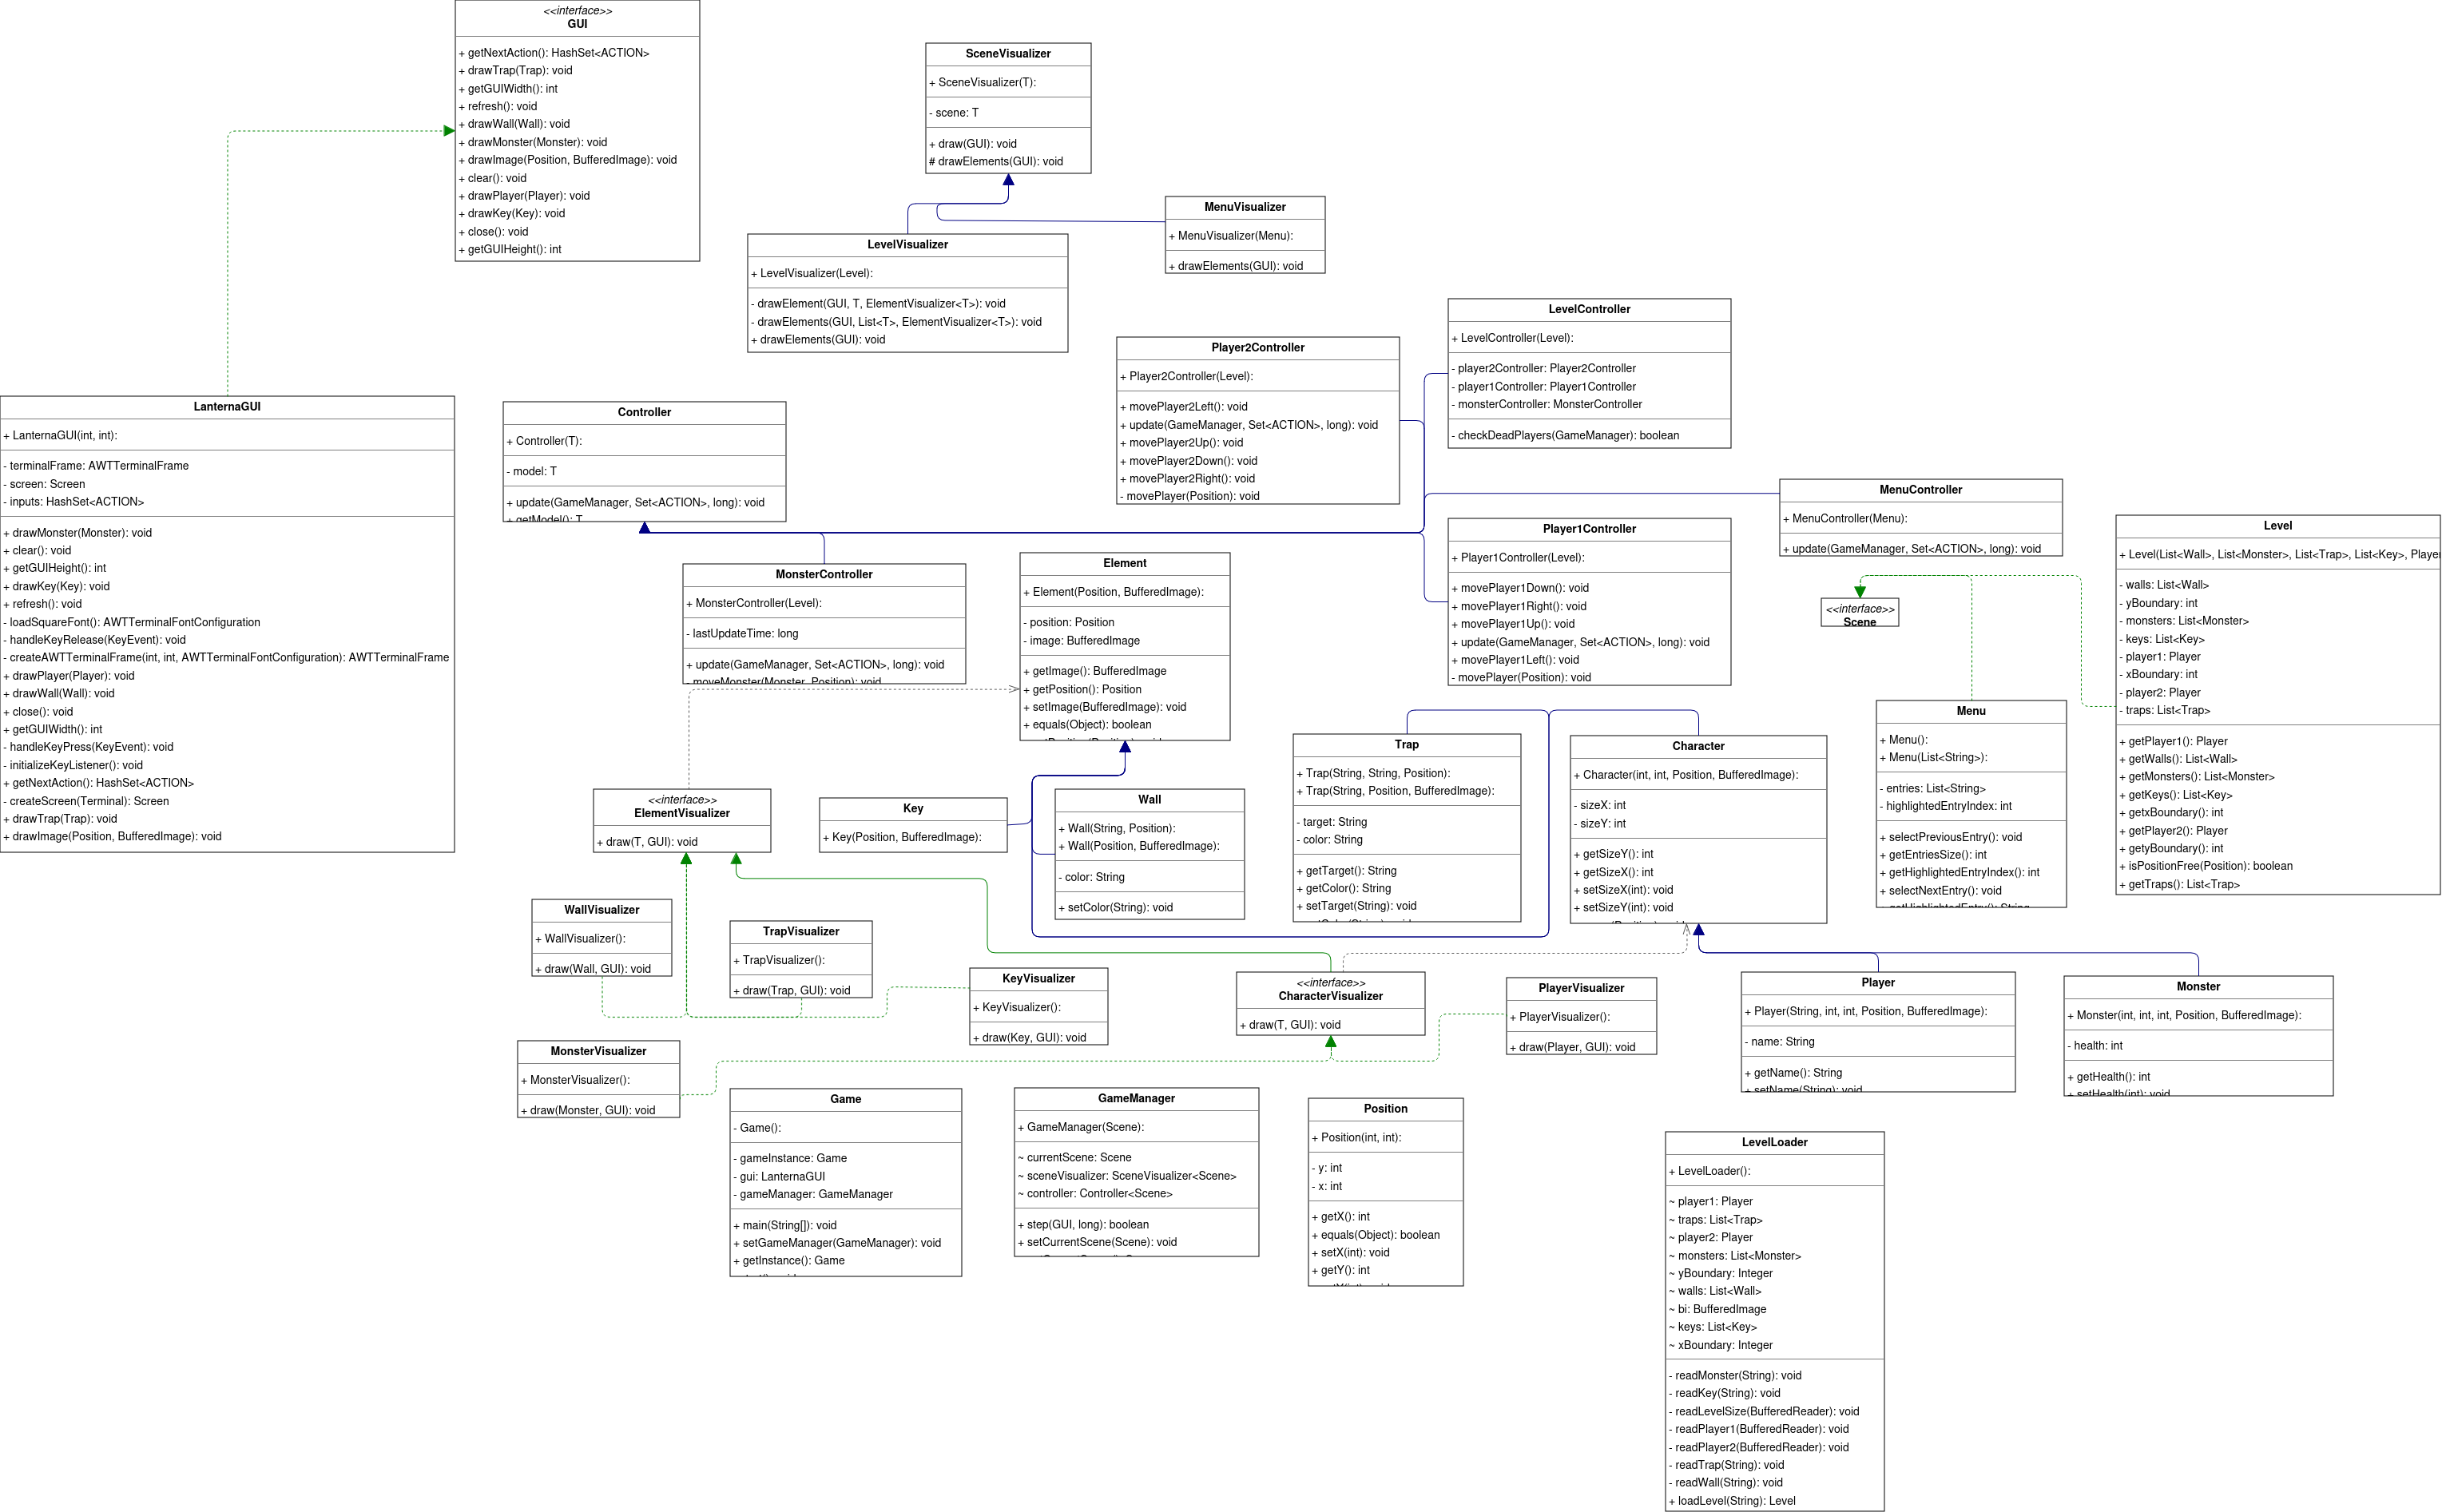 <<interface>>
GUI
+ getNextAction(): HashSet<ACTION>
+ drawTrap(Trap): void
+ getGUIWidth(): int
+ refresh(): void
+ drawWall(Wall): void
+ drawMonster(Monster): void
+ drawImage(Position, BufferedImage): void
+ clear(): void
+ drawPlayer(Player): void
+ drawKey(Key): void
+ close(): void
+ getGUIHeight(): int
SceneVisualizer
+ SceneVisualizer(T):
- scene: T
+ draw(GUI): void
# drawElements(GUI): void
MenuVisualizer
+ MenuVisualizer(Menu):
+ drawElements(GUI): void
LevelVisualizer
+ LevelVisualizer(Level):
- drawElement(GUI, T, ElementVisualizer<T>): void
- drawElements(GUI, List<T>, ElementVisualizer<T>): void
+ drawElements(GUI): void
LevelController
+ LevelController(Level):
- player2Controller: Player2Controller
- player1Controller: Player1Controller
- monsterController: MonsterController
- checkDeadPlayers(GameManager): boolean
Player2Controller
+ Player2Controller(Level):
+ movePlayer2Left(): void
+ update(GameManager, Set<ACTION>, long): void
+ movePlayer2Up(): void
+ movePlayer2Down(): void
+ movePlayer2Right(): void
- movePlayer(Position): void
LanternaGUI
+ LanternaGUI(int, int):
- terminalFrame: AWTTerminalFrame
- screen: Screen
- inputs: HashSet<ACTION>
+ drawMonster(Monster): void
+ clear(): void
+ getGUIHeight(): int
+ drawKey(Key): void
+ refresh(): void
- loadSquareFont(): AWTTerminalFontConfiguration
- handleKeyRelease(KeyEvent): void
- createAWTTerminalFrame(int, int, AWTTerminalFontConfiguration): AWTTerminalFrame
+ drawPlayer(Player): void
+ drawWall(Wall): void
+ close(): void
+ getGUIWidth(): int
- handleKeyPress(KeyEvent): void
- initializeKeyListener(): void
+ getNextAction(): HashSet<ACTION>
- createScreen(Terminal): Screen
+ drawTrap(Trap): void
+ drawImage(Position, BufferedImage): void
Controller
+ Controller(T):
- model: T
+ update(GameManager, Set<ACTION>, long): void
+ getModel(): T
MenuController
+ MenuController(Menu):
+ update(GameManager, Set<ACTION>, long): void
Player1Controller
+ Player1Controller(Level):
+ movePlayer1Down(): void
+ movePlayer1Right(): void
+ movePlayer1Up(): void
+ update(GameManager, Set<ACTION>, long): void
+ movePlayer1Left(): void
- movePlayer(Position): void
Level
+ Level(List<Wall>, List<Monster>, List<Trap>, List<Key>, Player
- walls: List<Wall>
- yBoundary: int
- monsters: List<Monster>
- keys: List<Key>
- player1: Player
- xBoundary: int
- player2: Player
- traps: List<Trap>
+ getPlayer1(): Player
+ getWalls(): List<Wall>
+ getMonsters(): List<Monster>
+ getKeys(): List<Key>
+ getxBoundary(): int
+ getPlayer2(): Player
+ getyBoundary(): int
+ isPositionFree(Position): boolean
+ getTraps(): List<Trap>
MonsterController
+ MonsterController(Level):
- lastUpdateTime: long
+ update(GameManager, Set<ACTION>, long): void
- moveMonster(Monster, Position): void
Element
+ Element(Position, BufferedImage):
- position: Position
- image: BufferedImage
+ getImage(): BufferedImage
+ getPosition(): Position
+ setImage(BufferedImage): void
+ equals(Object): boolean
<<interface>>
Scene
Menu
+ Menu():
+ Menu(List<String>):
- entries: List<String>
- highlightedEntryIndex: int
+ selectPreviousEntry(): void
+ getEntriesSize(): int
+ getHighlightedEntryIndex(): int
+ selectNextEntry(): void
+ getHighlightedEntry(): String
Trap
+ Trap(String, String, Position):
+ Trap(String, Position, BufferedImage):
- target: String
- color: String
+ getTarget(): String
+ getColor(): String
+ setTarget(String): void
Character
+ Character(int, int, Position, BufferedImage):
- sizeX: int
- sizeY: int
+ getSizeY(): int
+ getSizeX(): int
+ setSizeX(int): void
+ setSizeY(int): void
<<interface>>
ElementVisualizer
+ draw(T, GUI): void
Key
+ Key(Position, BufferedImage):
Wall
+ Wall(String, Position):
+ Wall(Position, BufferedImage):
- color: String
+ setColor(String): void
WallVisualizer
+ WallVisualizer():
+ draw(Wall, GUI): void
TrapVisualizer
+ TrapVisualizer():
+ draw(Trap, GUI): void
KeyVisualizer
+ KeyVisualizer():
+ draw(Key, GUI): void
<<interface>>
CharacterVisualizer
+ draw(T, GUI): void
PlayerVisualizer
+ PlayerVisualizer():
+ draw(Player, GUI): void
Player
+ Player(String, int, int, Position, BufferedImage):
- name: String
+ getName(): String
+ setName(String): void
Monster
+ Monster(int, int, int, Position, BufferedImage):
- health: int
+ getHealth(): int
+ setHealth(int): void
MonsterVisualizer
+ MonsterVisualizer():
+ draw(Monster, GUI): void
Game
- Game():
- gameInstance: Game
- gui: LanternaGUI
- gameManager: GameManager
+ main(String[]): void
+ setGameManager(GameManager): void
+ getInstance(): Game
GameManager
+ GameManager(Scene):
~ currentScene: Scene
~ sceneVisualizer: SceneVisualizer<Scene>
~ controller: Controller<Scene>
+ step(GUI, long): boolean
+ setCurrentScene(Scene): void
Position
+ Position(int, int):
- y: int
- x: int
+ getX(): int
+ equals(Object): boolean
+ setX(int): void
+ getY(): int
LevelLoader
+ LevelLoader():
~ player1: Player
~ traps: List<Trap>
~ player2: Player
~ monsters: List<Monster>
~ yBoundary: Integer
~ walls: List<Wall>
~ bi: BufferedImage
~ keys: List<Key>
~ xBoundary: Integer
- readMonster(String): void
- readKey(String): void
- readLevelSize(BufferedReader): void
- readPlayer1(BufferedReader): void
- readPlayer2(BufferedReader): void
- readTrap(String): void
- readWall(String): void
+ loadLevel(String): Level